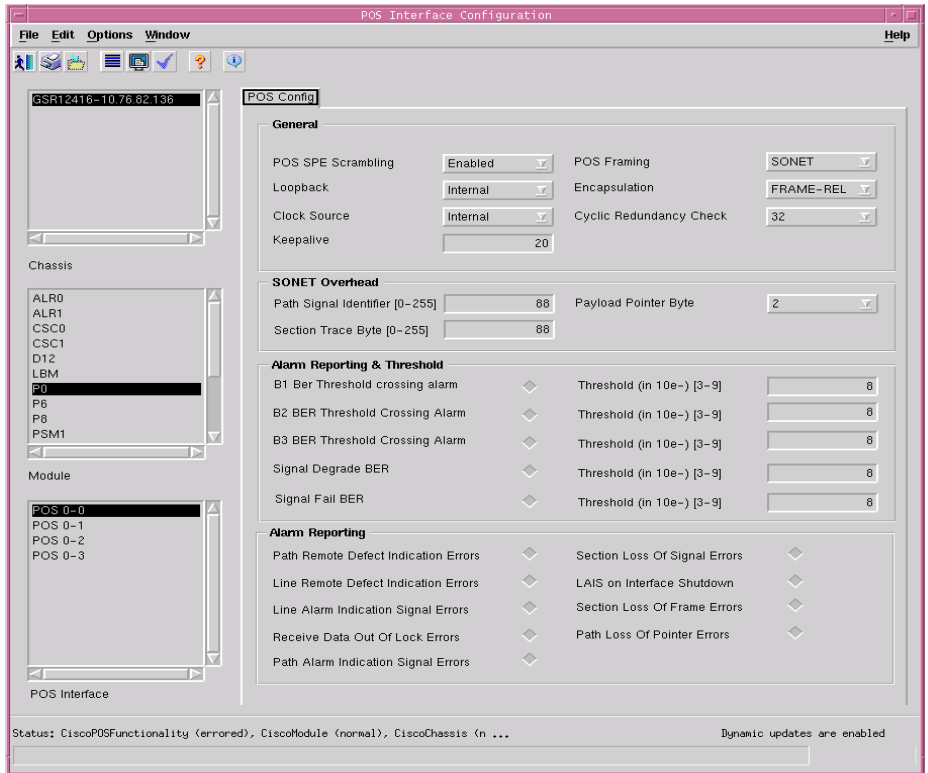 POS Interface Configuration
File Edit Options Window Help
GSR12416-10.76.82.136
Chassis
ALR0
ALR1
CSC0
CSC1
D12
LBM
P0
P6
P8
PSM1
Module
POS 0-0
POS 0-1
POS 0-2
POS 0-3
POS Interface
POS Config
General
POS SPE Scrambling Enabled POS Framing SONET
Loopback Internal Encapsulation FRAME-REL
Clock Source Internal Cyclic Redundancy Check 32
Keepalive 20
SONET Overhead
Path Signal Identifier [0-255] 88 Payload Pointer Byte 2
Section Trace Byte [0-255] 88
Alarm Reporting & Threshold
B1 Ber Threshold crossing alarm Threshold (in 10e-) [3-9] 8
B2 BER Threshold Crossing Alarm Threshold (in 10e-) [3-9] 8
B3 BER Threshold Crossing Alarm Threshold (in 10e-) [3-9] 8
Signal Degrade BER Threshold (in 10e-) [3-9] 8
Signal Fail BER Threshold (in 10e-) [3-9] 8
Alarm Reporting
Path Remote Defect Indication Errors Section Loss Of Signal Errors
Line Remote Defect Indication Errors LAIS on Interface Shutdown
Line Alarm Indication Signal Errors Section Loss Of Frame Errors
Receive Data Out Of Lock Errors Path Loss Of Pointer Errors
Path Alarm Indication Signal Errors
Status: CiscoPOSFunctionality (errored), CiscoModule (normal), CiscoChassis (n ... Dynamic updates are enabled